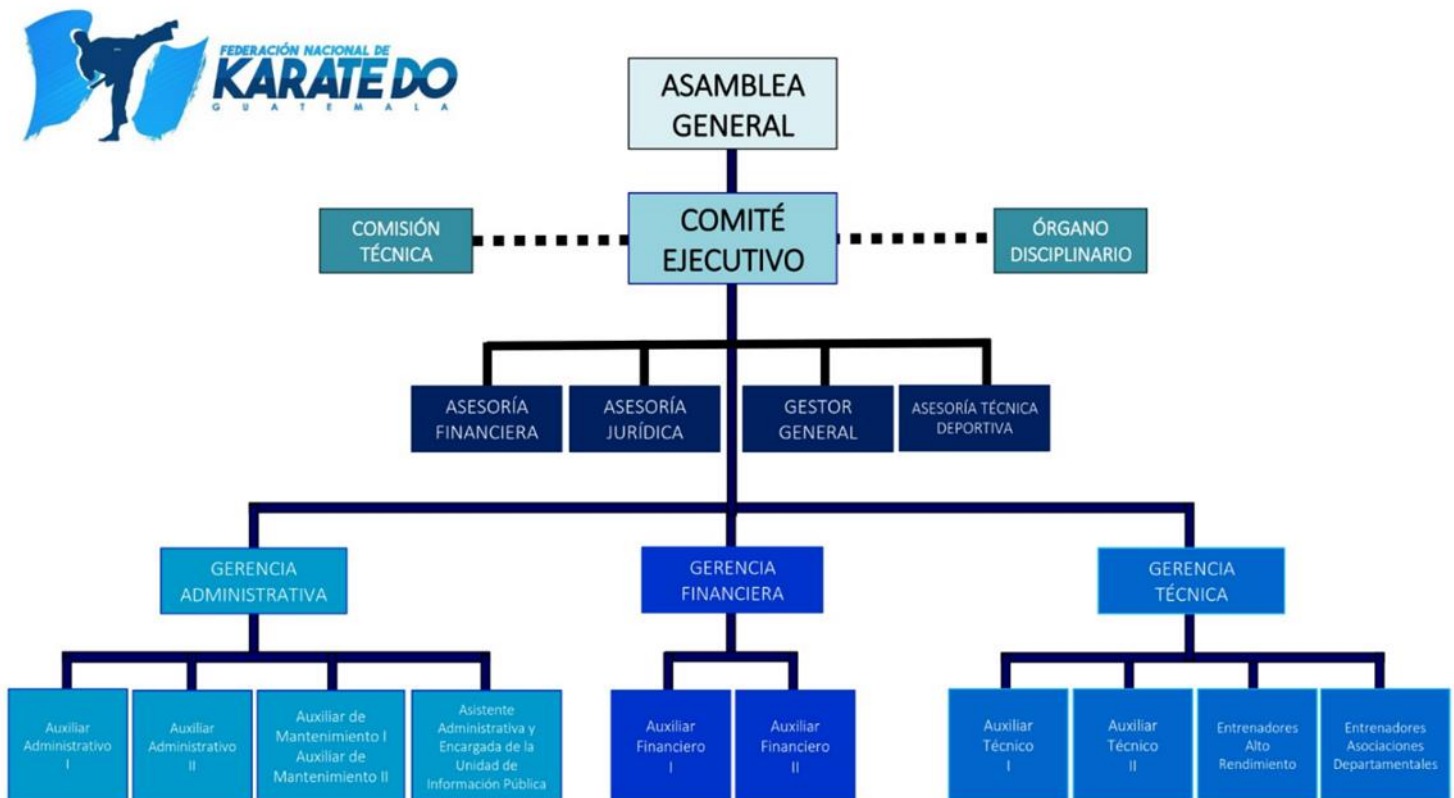 FEDERACIÓN NACIONAL DE
KARATE DO
GUATEMALA
ASAMBLEA
GENERAL
COMISIÓN
TÉCNICA
COMITÉ
EJECUTIVO
ÓRGANO
DISCIPLINARIO
ASESORÍA
FINANCIERA
ASESORÍA
JURÍDICA
GESTOR
GENERAL
ASESORÍA TÉCNICA
DEPORTIVA
GERENCIA
ADMINISTRATIVA
GERENCIA
FINANCIERA
GERENCIA
TÉCNICA
Auxiliar
Administrativo
I
Auxiliar
Administrativo
II
Auxiliar de
Mantenimiento I
Auxiliar de
Mantenimiento II
Asistente
Administrativa y
Encargada de la
Unidad de
Información Pública
Auxiliar
Financiero
I
Auxiliar
Financiero
II
Auxiliar
Técnico
I
Auxiliar
Técnico
II
Entrenadores
Alto
Rendimiento
Entrenadores
Asociaciones
Departamentales